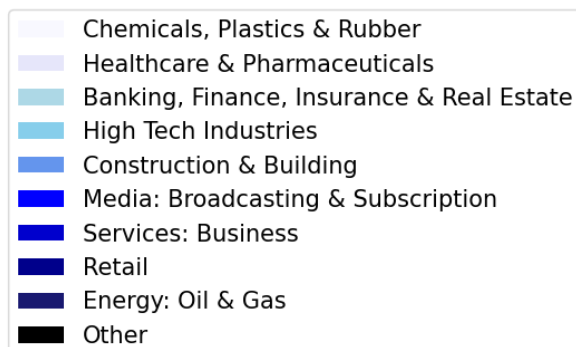 Chemicals, Plastics & Rubber
Healthcare & Pharmaceuticals
Banking, Finance, Insurance & Real Estate
High Tech Industries
Construction & Building
Media: Broadcasting & Subscription
Services: Business
Retail
Energy: Oil & Gas
Other